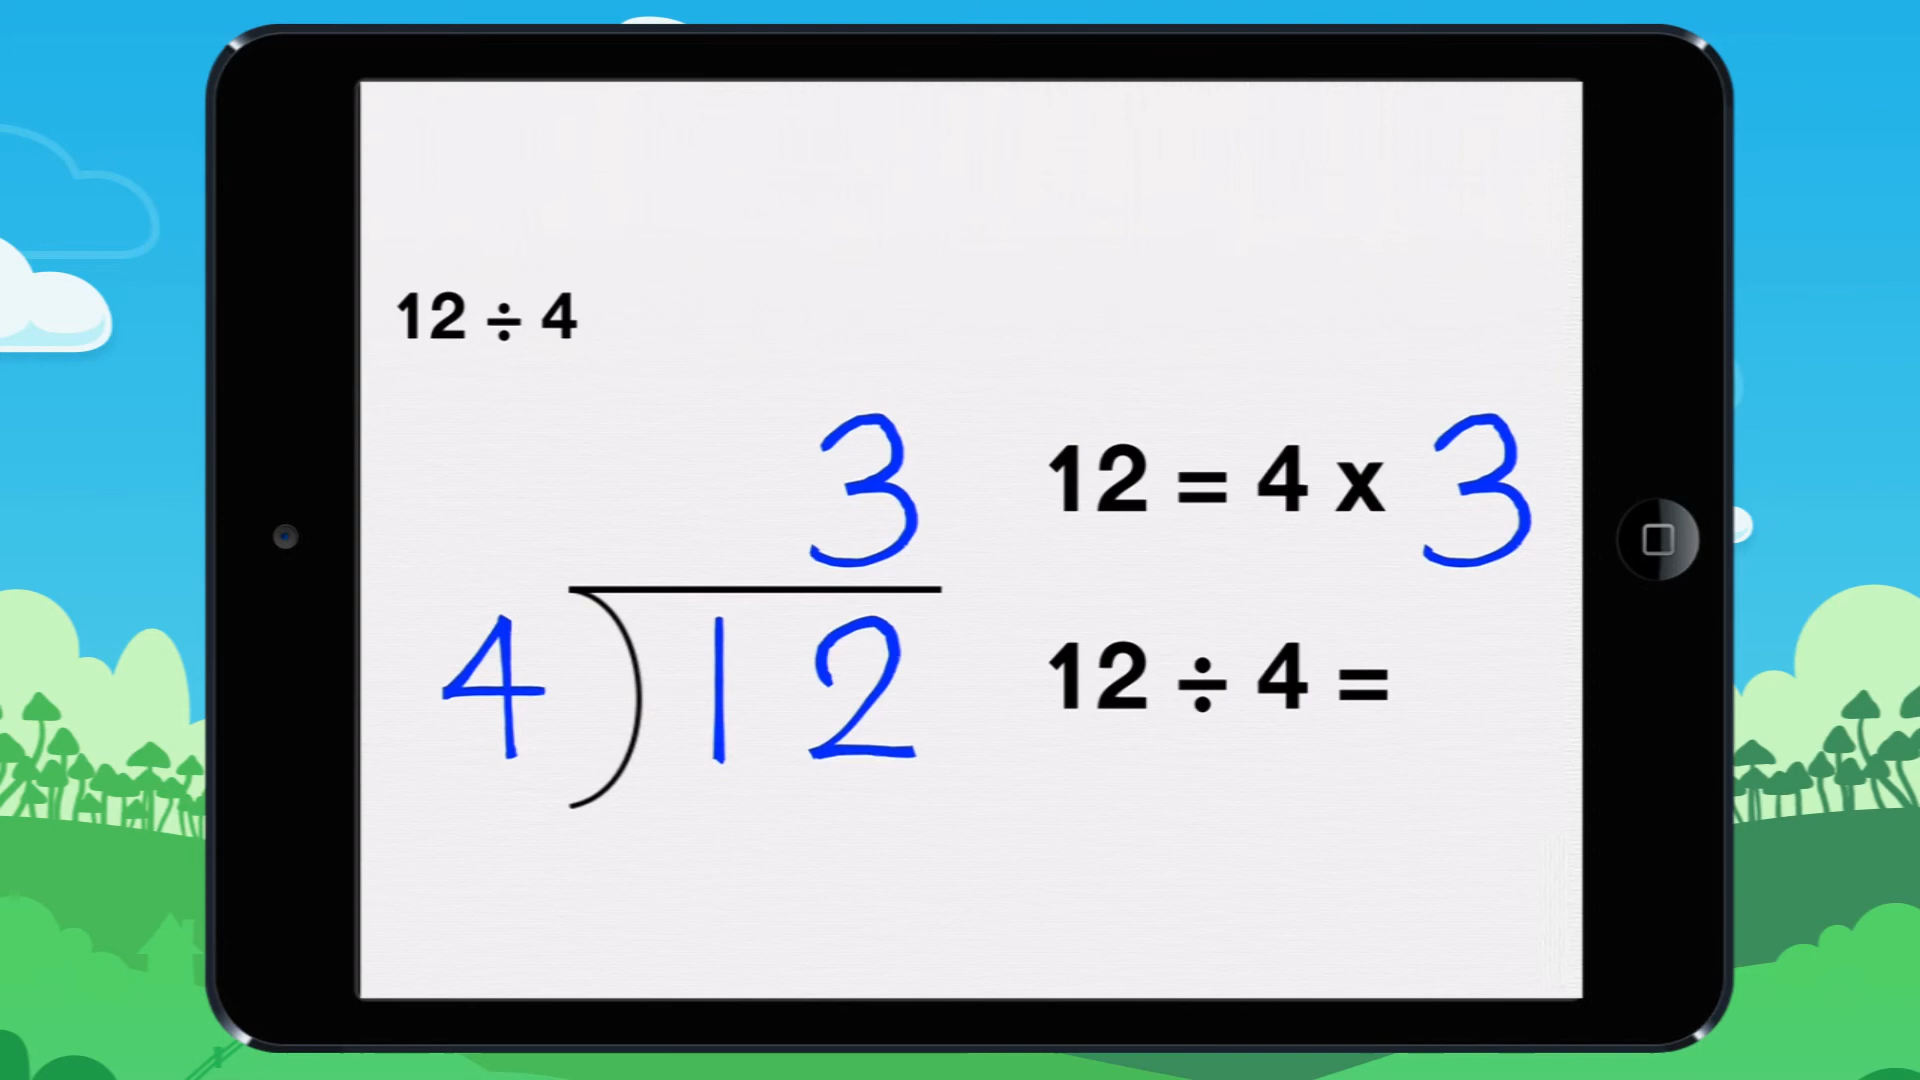 12 ÷ 4
3
4 12
12 = 4 x 3
12 ÷ 4 =